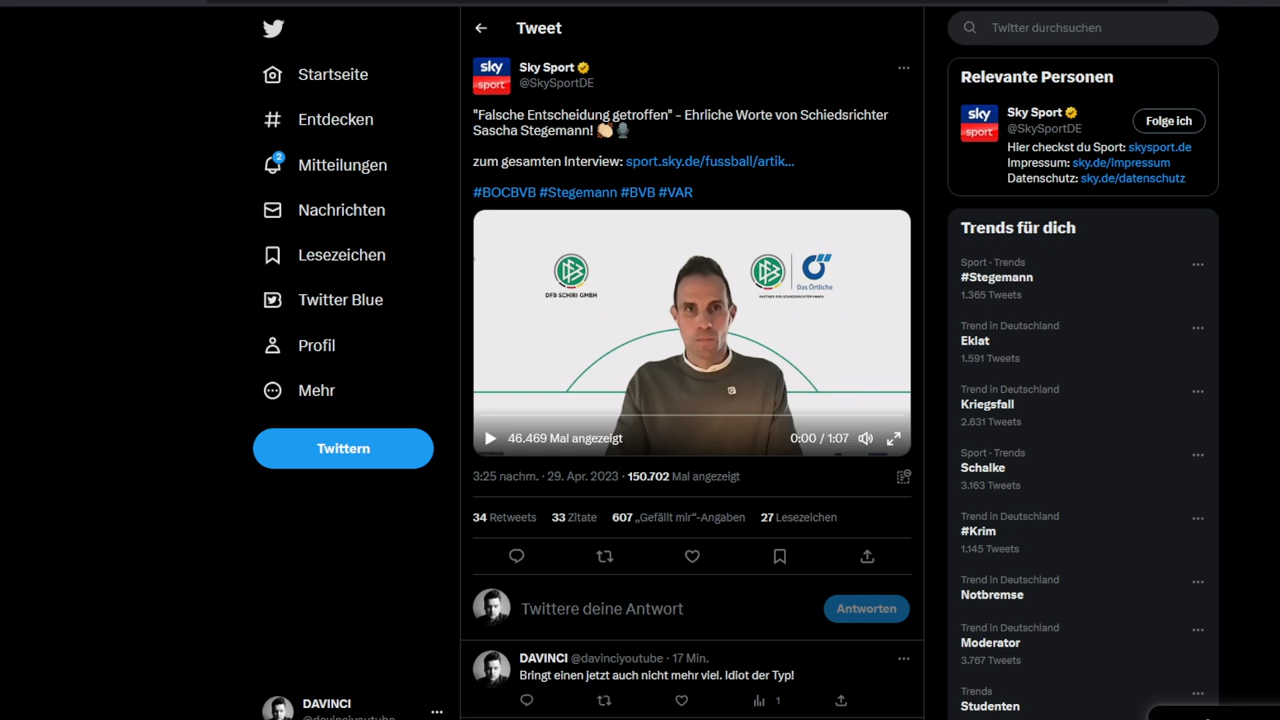 Startseite
Entdecken
2
Mitteilungen
Nachrichten
Lesezeichen
Twitter Blue
Profil
Mehr
Twittern
DAVINCI
@davinciyoutube
Tweet
sky
sport
Sky Sport
@SkySportDE
"Falsche Entscheidung getroffen" - Ehrliche Worte von Schiedsrichter
Sascha Stegemann! 👏🏻🎙️
zum gesamten Interview: sport.sky.de/fussball/artik...
#BOCBVB #Stegemann #BVB #VAR
DFB SCHIRI GMBH
Das Örtliche
PARTNER DER SCHIEDSRICHTER*INNEN
46.469 Mal angezeigt
0:00 / 1:07
3:25 nachm. · 29. Apr. 2023 · 150.702 Mal angezeigt
34 Retweets 33 Zitate 607 „Gefällt mir“-Angaben 27 Lesezeichen
Twittere deine Antwort
Antworten
DAVINCI @davinciyoutube · 17 Min.
Bringt einen jetzt auch nicht mehr viel. Idiot der Typ!
1
Twitter durchsuchen
Relevante Personen
sky
sport
Sky Sport
@SkySportDE
Folge ich
Hier checkst du Sport: skysport.de
Impressum: sky.de/impressum
Datenschutz: sky.de/datenschutz
Trends für dich
Sport · Trends
#Stegemann
1.365 Tweets
Trend in Deutschland
Eklat
1.591 Tweets
Trend in Deutschland
Kriegsfall
2.631 Tweets
Sport · Trends
Schalke
3.163 Tweets
Trend in Deutschland
#Krim
1.145 Tweets
Trend in Deutschland
Notbremse
Trend in Deutschland
Moderator
3.767 Tweets
Trends
Studenten